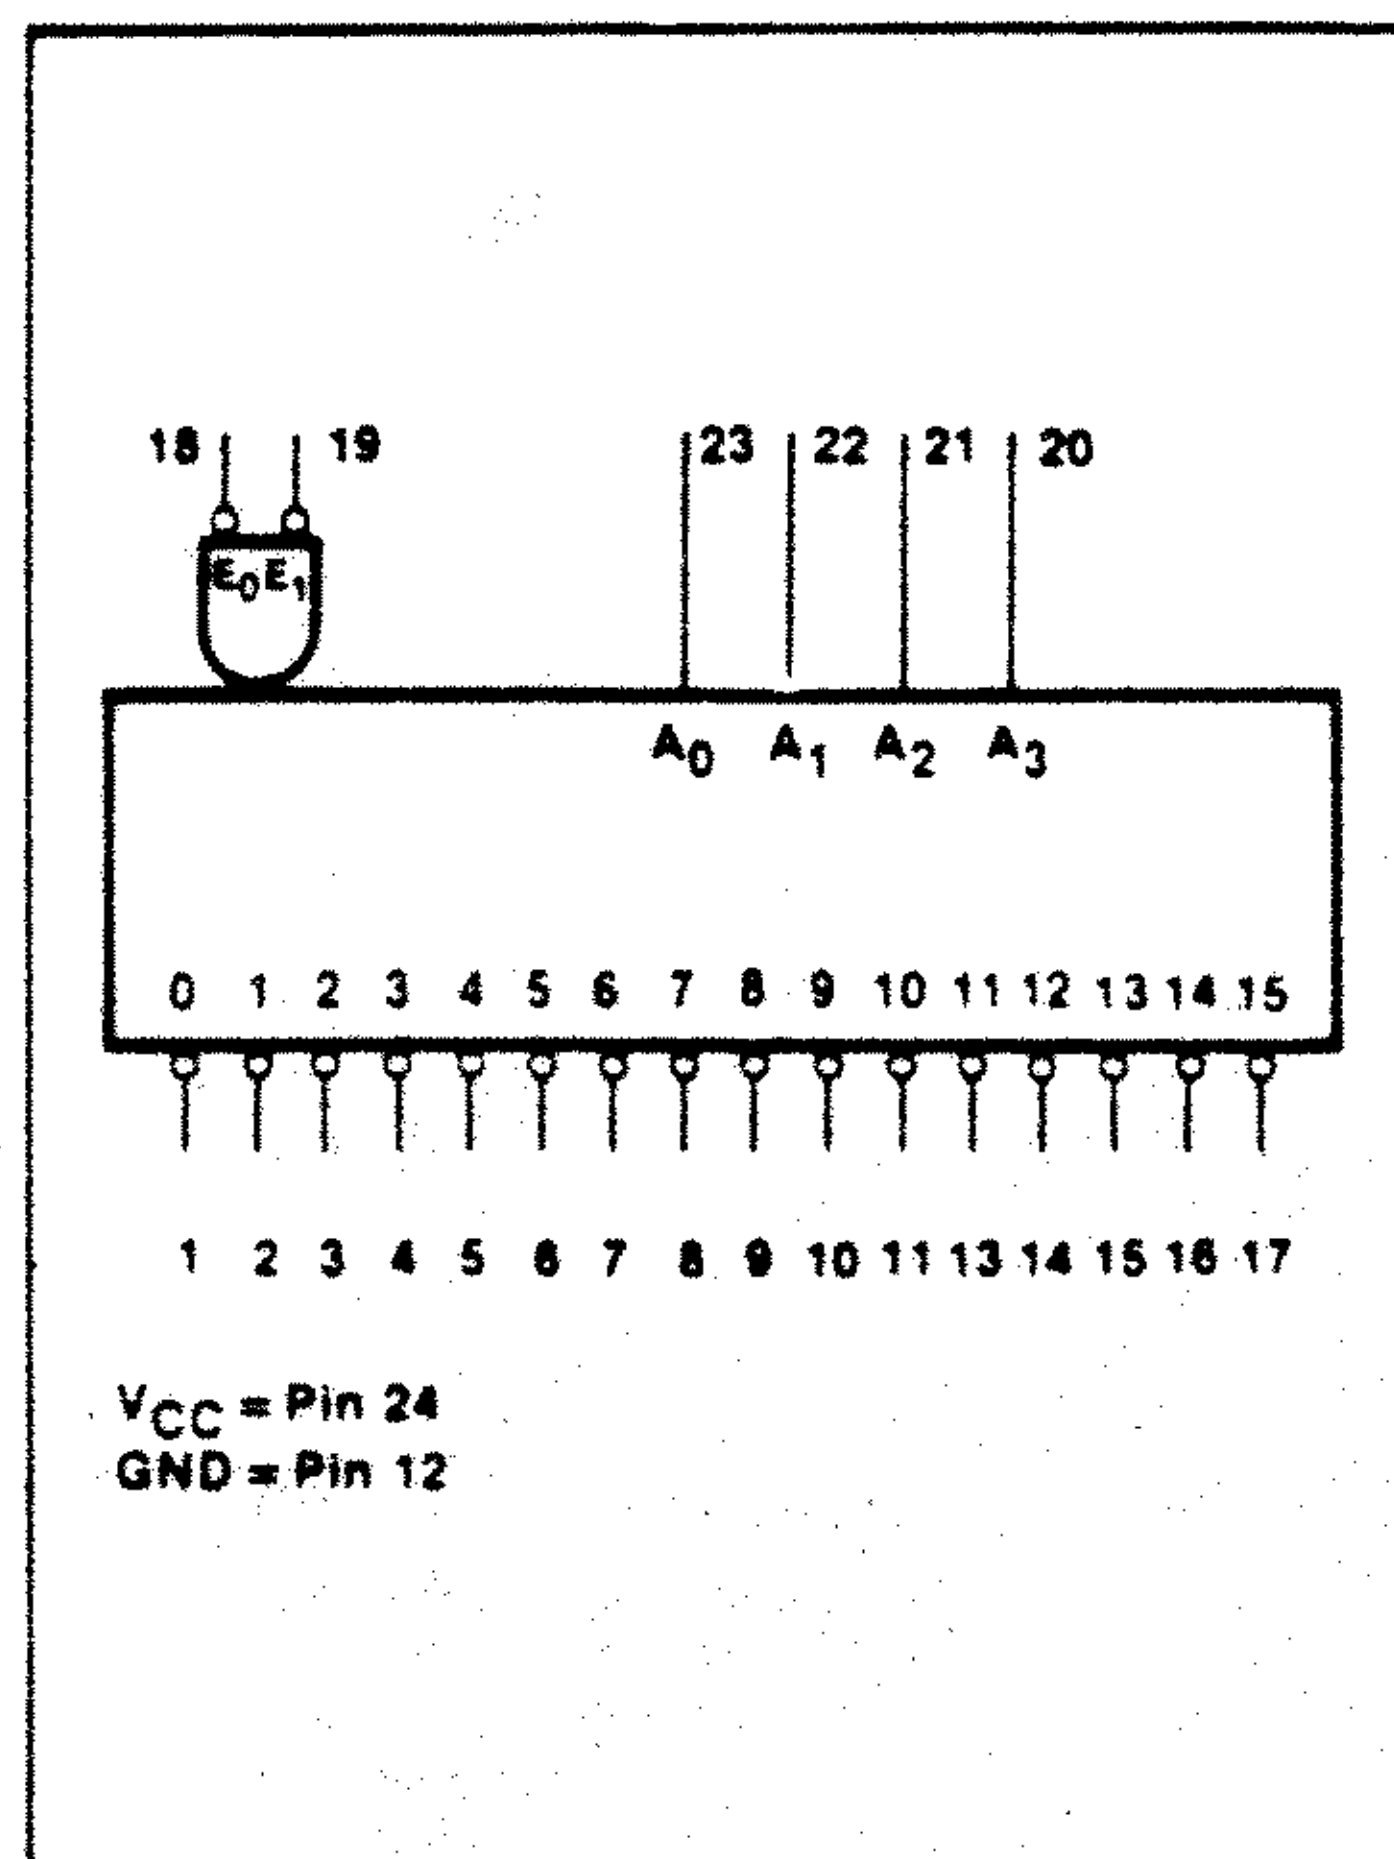 18 19 23 22 21 20
E0 E1
A0 A1 A2 A3
0 1 2 3 4 5 6 7 8 9 10 11 12 13 14 15
1 2 3 4 5 6 7 8 9 10 11 13 14 15 16 17
VCC = Pin 24
GND = Pin 12